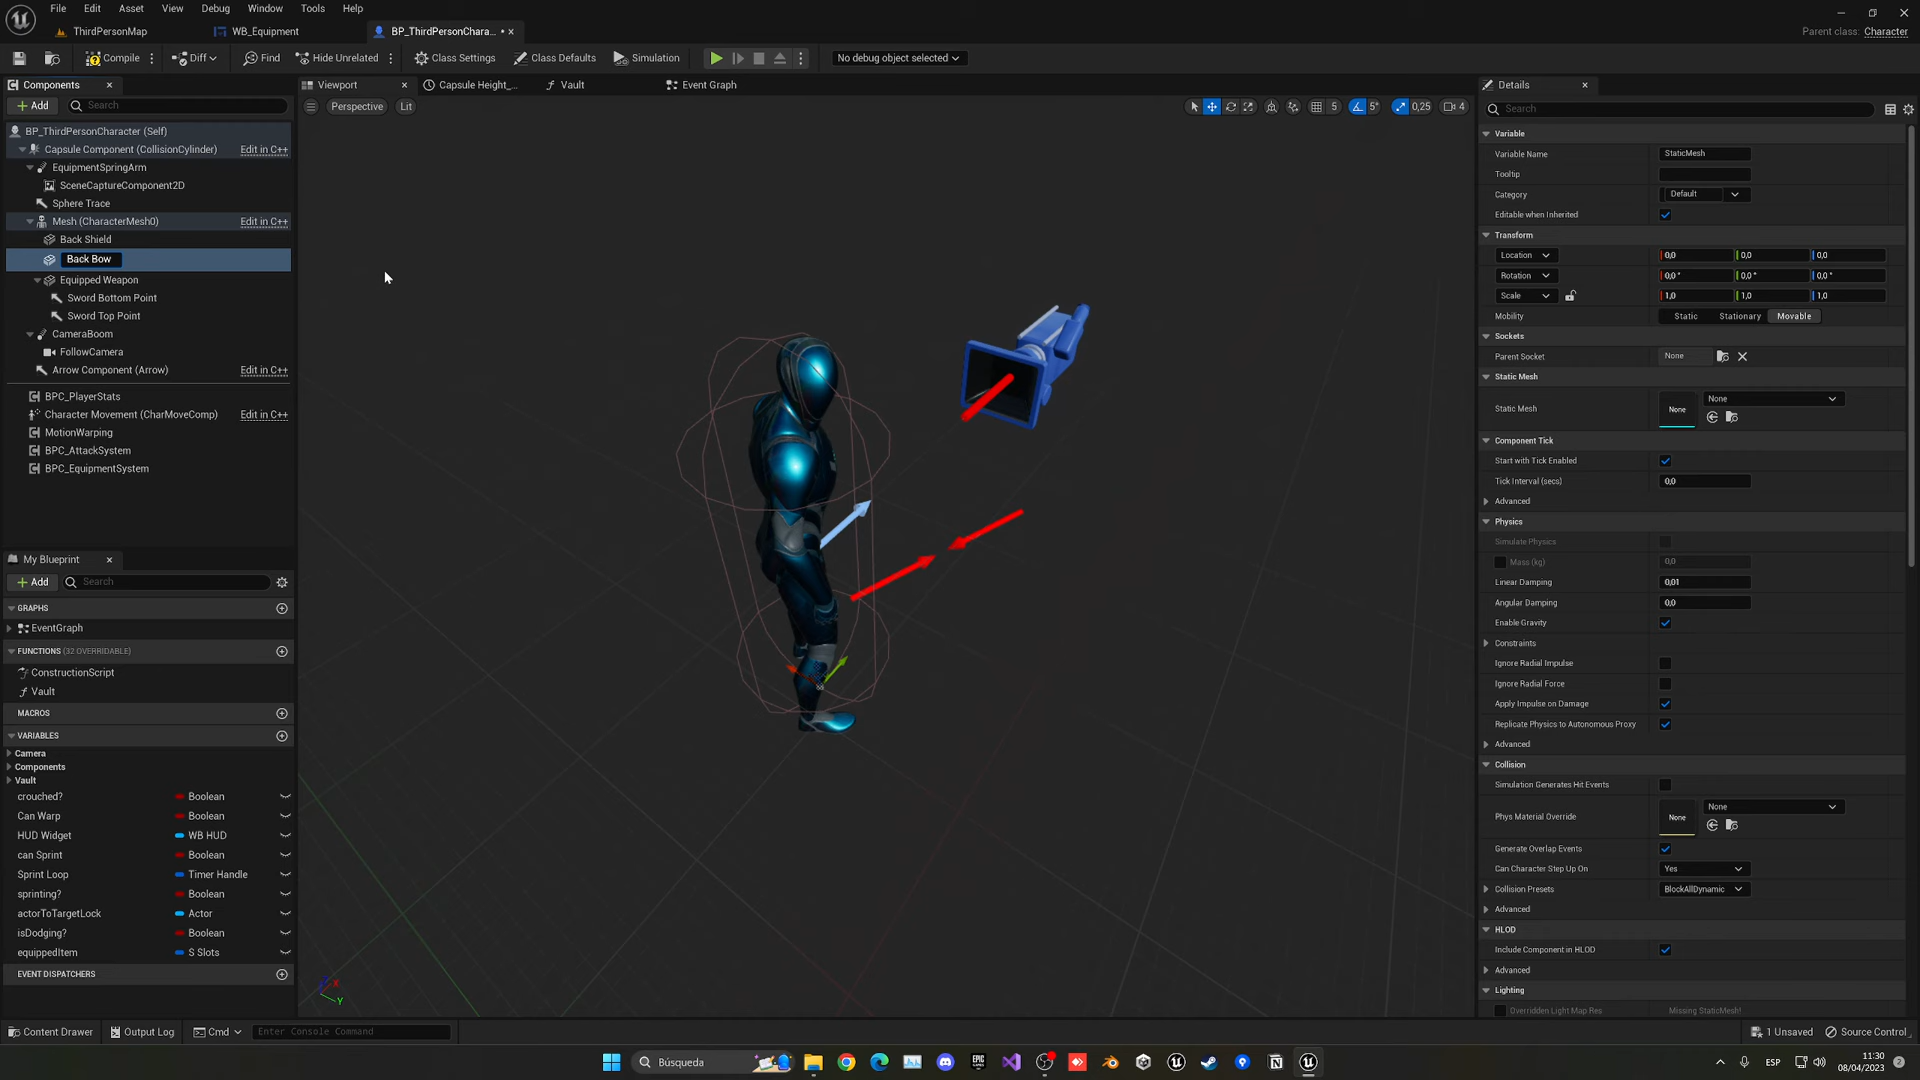 File Edit Asset View Debug Window Tools Help
ThirdPersonMap WB_Equipment BP_ThirdPersonChara... • ×
Parent class: Character
Compile Diff Find Hide Unrelated Class Settings Class Defaults Simulation No debug object selected
Components
Viewport Capsule Height_... Vault Event Graph
Details
+ Add Search
Perspective Lit
5 5° 0,25 4
Search
BP_ThirdPersonCharacter (Self)
Capsule Component (CollisionCylinder) Edit in C++
EquipmentSpringArm
SceneCaptureComponent2D
Sphere Trace
Mesh (CharacterMesh0) Edit in C++
Back Shield
Back Bow
Equipped Weapon
Sword Bottom Point
Sword Top Point
CameraBoom
FollowCamera
Arrow Component (Arrow) Edit in C++
BPC_PlayerStats
Character Movement (CharMoveComp) Edit in C++
MotionWarping
BPC_AttackSystem
BPC_EquipmentSystem
My Blueprint
+ Add Search
GRAPHS
EventGraph
FUNCTIONS (32 OVERRIDABLE)
ConstructionScript
Vault
MACROS
VARIABLES
Camera
Components
Vault
crouched? Boolean
Can Warp Boolean
HUD Widget WB HUD
can Sprint Boolean
Sprint Loop Timer Handle
sprinting? Boolean
actorToTargetLock Actor
isDodging? Boolean
equippedItem S Slots
EVENT DISPATCHERS
X
Y
Variable
Variable Name StaticMesh
Tooltip
Category Default
Editable when Inherited
Transform
Location 0,0 0,0 0,0
Rotation 0,0 ° 0,0 ° 0,0 °
Scale 1,0 1,0 1,0
Mobility Static Stationary Movable
Sockets
Parent Socket None
Static Mesh
Static Mesh None None
Component Tick
Start with Tick Enabled
Tick Interval (secs) 0,0
Advanced
Physics
Simulate Physics
Mass (kg) 0,0
Linear Damping 0,01
Angular Damping 0,0
Enable Gravity
Constraints
Ignore Radial Impulse
Ignore Radial Force
Apply Impulse on Damage
Replicate Physics to Autonomous Proxy
Advanced
Collision
Simulation Generates Hit Events
Phys Material Override None None
Generate Overlap Events
Can Character Step Up On Yes
Collision Presets BlockAllDynamic
Advanced
HLOD
Include Component in HLOD
Advanced
Lighting
Overridden Light Map Res Missing StaticMesh!
Content Drawer Output Log Cmd Enter Console Command 1 Unsaved Source Control
Búsqueda
EPIC GAMES
ESP
11:30
08/04/2023
2